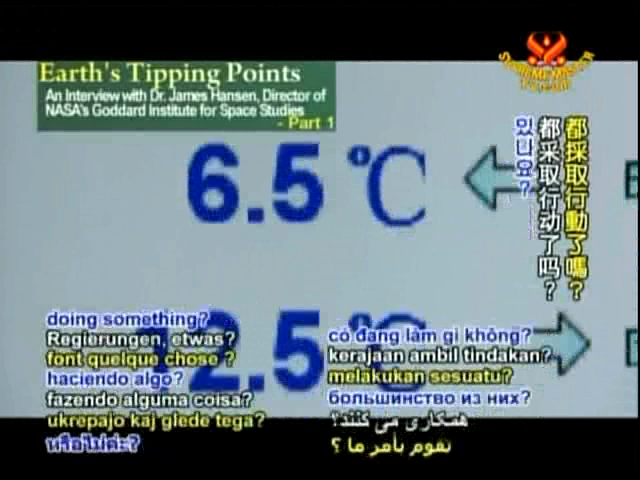 Earth's Tipping Points
An Interview with Dr. James Hansen, Director of
NASA's Goddard Institute for Space Studies
- Part 1
SUPREME MASTER
6.5 ℃
12.5℃
都採取行動了嗎?
都采取行动了吗?
있나요?
doing something?
Regierungen, etwas?
font quelque chose ?
haciendo algo?
fazendo alguma coisa?
ukrepajo kaj glede tega?
หรือไม่คะ?
có đang làm gì không?
kerajaan ambil tindakan?
melakukan sesuatu?
большинство из них?
همکاری می کنند؟
تقوم بأمر ما ؟